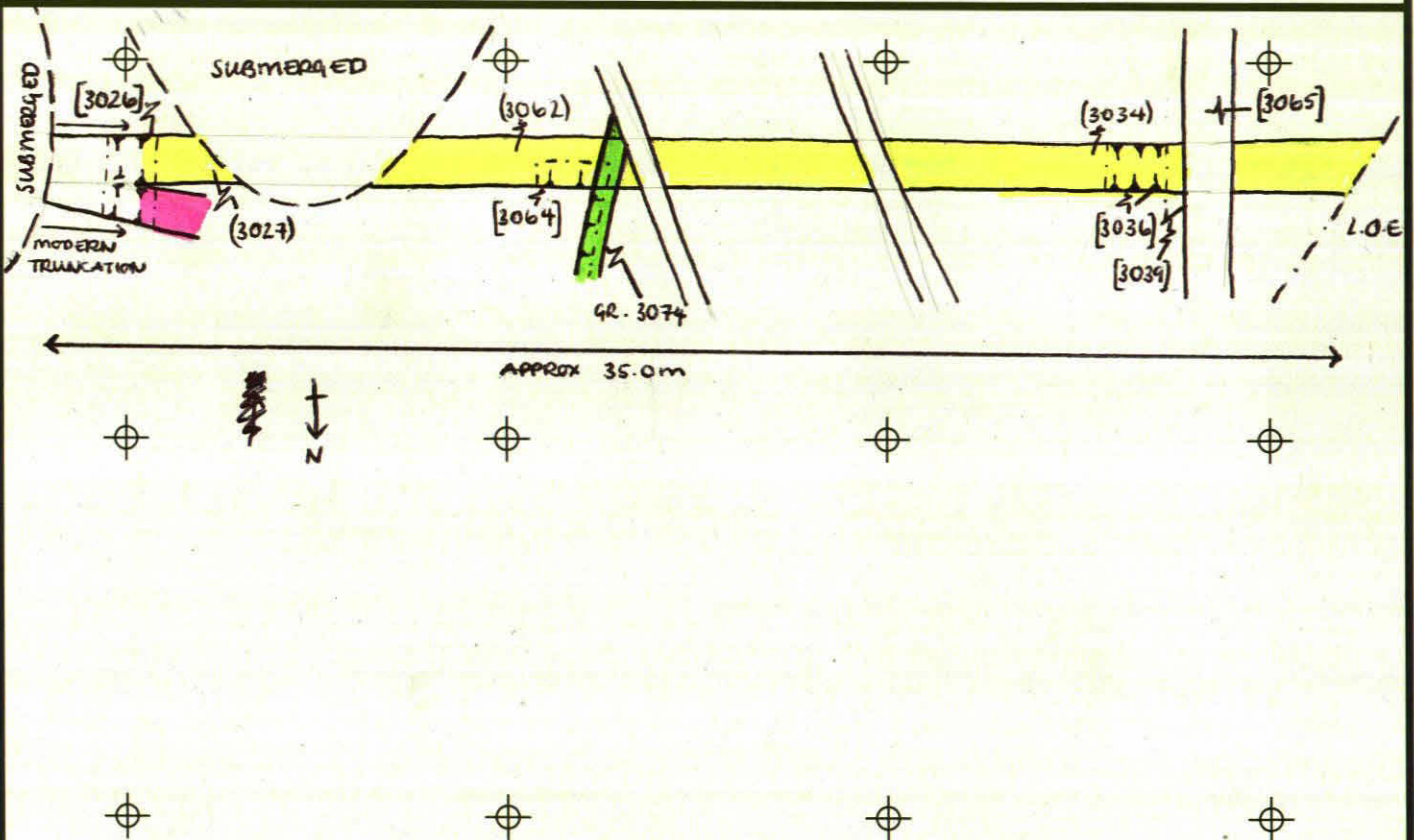 SUBMERGED
SUBMERGED
[3026]
(3062)
(3034)
[3065]
(3027)
[3064]
[3036]
[3039]
L.O.E
MODERN
TRUNCATION
GR. 3074
APPROX 35.0m
N